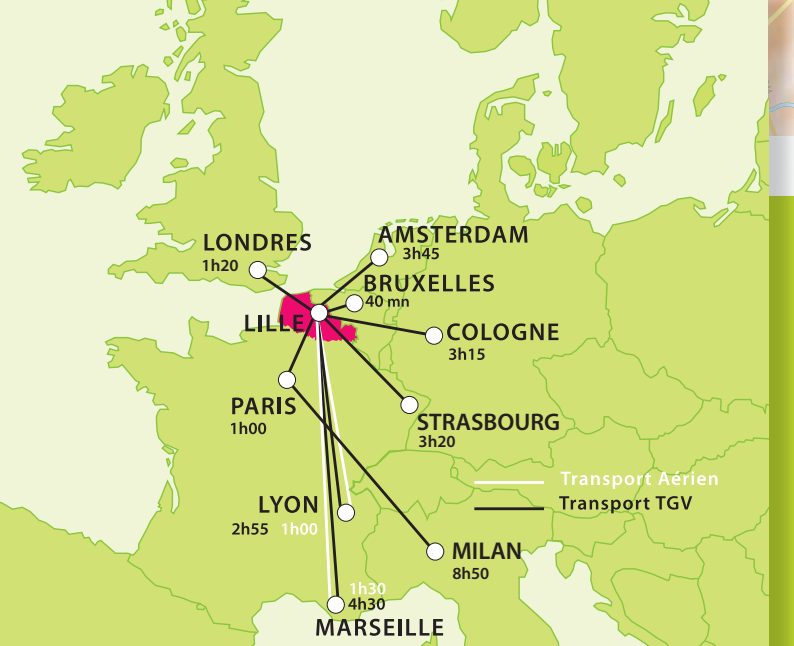 LONDRES
1h20
AMSTERDAM
3h45
BRUXELLES
40 mn
LILLE
COLOGNE
3h15
PARIS
1h00
STRASBOURG
3h20
Transport Aérien
Transport TGV
LYON
2h55 1h00
MILAN
8h50
1h30
4h30
MARSEILLE